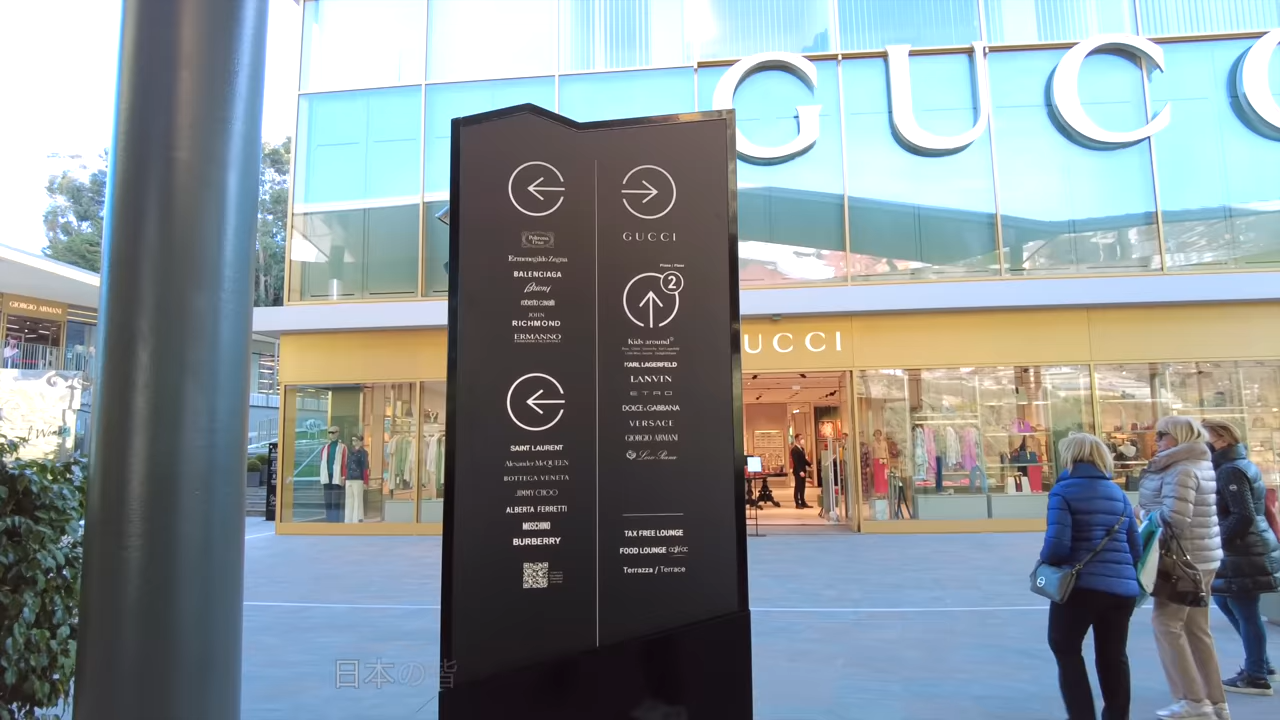 GUCC
GIORGIO ARMANI
UCCI
Ermenegildo Zegna
BALENCIAGA
Brioni
roberto cavalli
JOHN
RICHMOND
ERMANNO
SAINT LAURENT
Alexander McQUEEN
BOTTEGA VENETA
JIMMY CHOO
ALBERTA FERRETTI
MOSCHINO
BURBERRY
GUCCI
2
Kids around
KARL LAGERFELD
LANVIN
ETRO
DOLCE & GABBANA
VERSACE
GIORGIO ARMANI
Loro Piana
TAX FREE LOUNGE
FOOD LOUNGE
Terrazza / Terrace
日本の皆